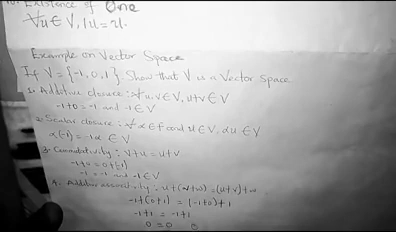 10. Existence of One
∀u∈V, 1u=u.
Example on Vector Space
If V = {-1, 0, 1}. Show that V is a Vector Space
1. Additive closure: ∀ u, v ∈ V, u+v ∈ V
-1+0=-1 and -1 ∈ V
2. Scalar closure: ∀ α ∈ F and u ∈ V, αu ∈ V
α(-1) = -1α ∈ V
3. Commutativity: v+u = u+v
-1+0 = 0+(-1)
-1 = -1 and -1 ∈ V
4. Additive associativity: u+(v+w) = (u+v)+w
-1+(0+1) = (-1+0)+1
-1+1 = -1+1
0=0